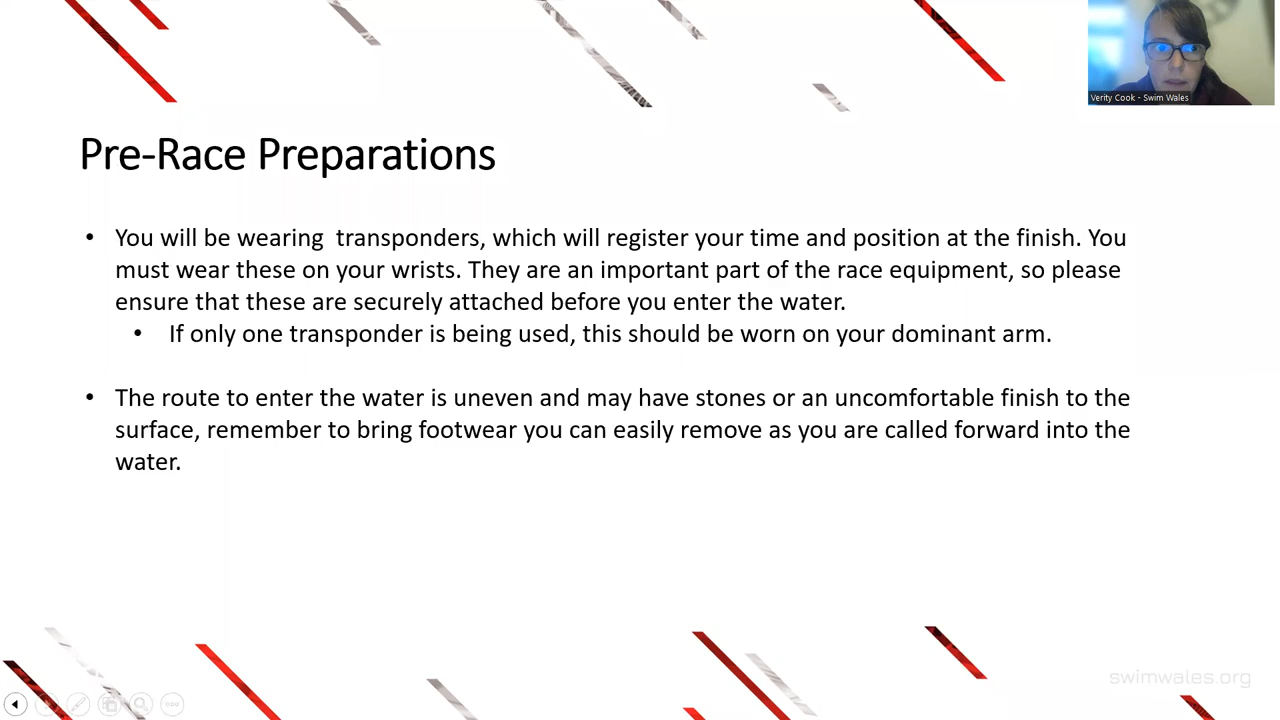 Verity Cook - Swim Wales
Pre-Race Preparations
• You will be wearing  transponders, which will register your time and position at the finish. You
must wear these on your wrists. They are an important part of the race equipment, so please
ensure that these are securely attached before you enter the water.
• If only one transponder is being used, this should be worn on your dominant arm.
• The route to enter the water is uneven and may have stones or an uncomfortable finish to the
surface, remember to bring footwear you can easily remove as you are called forward into the
water.
swimwales.org